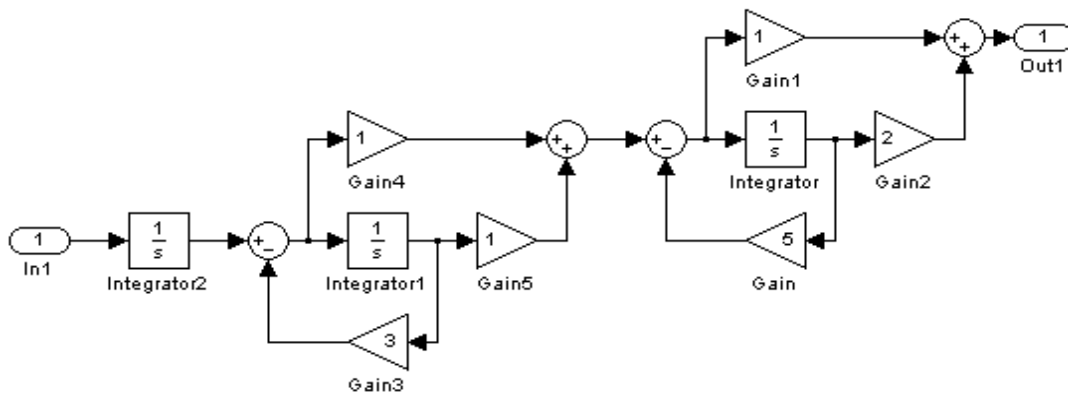 1
Out1
1
Gain1
1
s
Integrator
2
Gain2
5
Gain
1
Gain4
1
In1
1
s
Integrator2
1
s
Integrator1
1
Gain5
3
Gain3